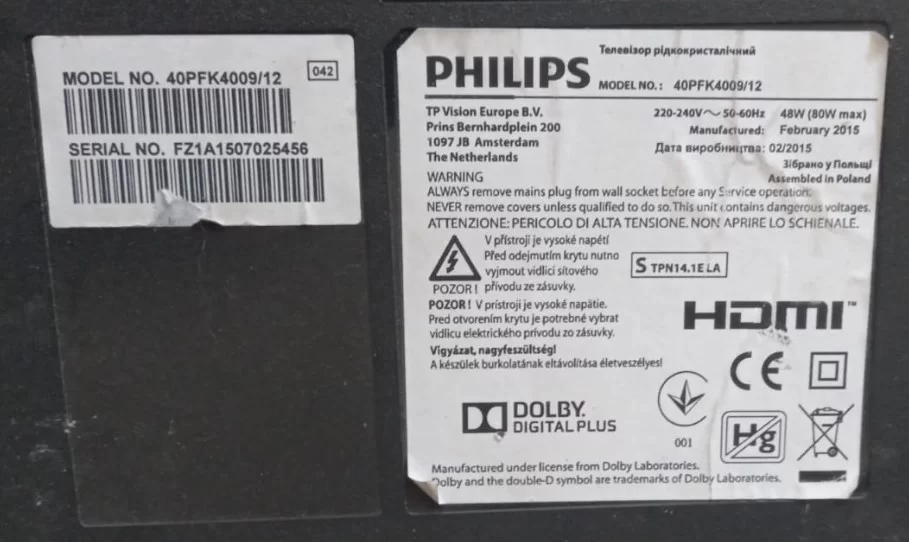 MODEL NO. 40PFK4009/12
042
SERIAL NO. FZ1A1507025456
PHILIPS
Телевізор рідкокристалічний
MODEL NO.: 40PFK4009/12
TP Vision Europe B.V.
Prins Bernhardplein 200
1097 JB Amsterdam
The Netherlands
220-240V～ 50-60Hz 48W (80W max)
Manufactured: February 2015
Дата виробництва: 02/2015
Зібрано у Польщі
Assembled in Poland
WARNING
ALWAYS remove mains plug from wall socket before any Service operation.
NEVER remove covers unless qualified to do so. This unit contains dangerous voltages.
ATTENZIONE: PERICOLO DI ALTA TENSIONE. NON APRIRE LO SCHIENALE.
V přístroji je vysoké napětí
Před odejmutím krytu nutno
vyjmout vidlici síťového
POZOR! přívodu ze zásuvky.
S TPN14.1E LA
POZOR! V prístroji je vysoké napätie.
Pred otvorením krytu je potrebné vybrat
vidlicu elektrického prívodu zo zásuvky.
Vigyázat, nagyfeszültség!
A készülek burkolatának eltávolítása életveszélyes!
HDMI™
CE
DOLBY.
DIGITAL PLUS
001
Hg
Manufactured under license from Dolby Laboratories.
Dolby and the double-D symbol are trademarks of Dolby Laboratories.